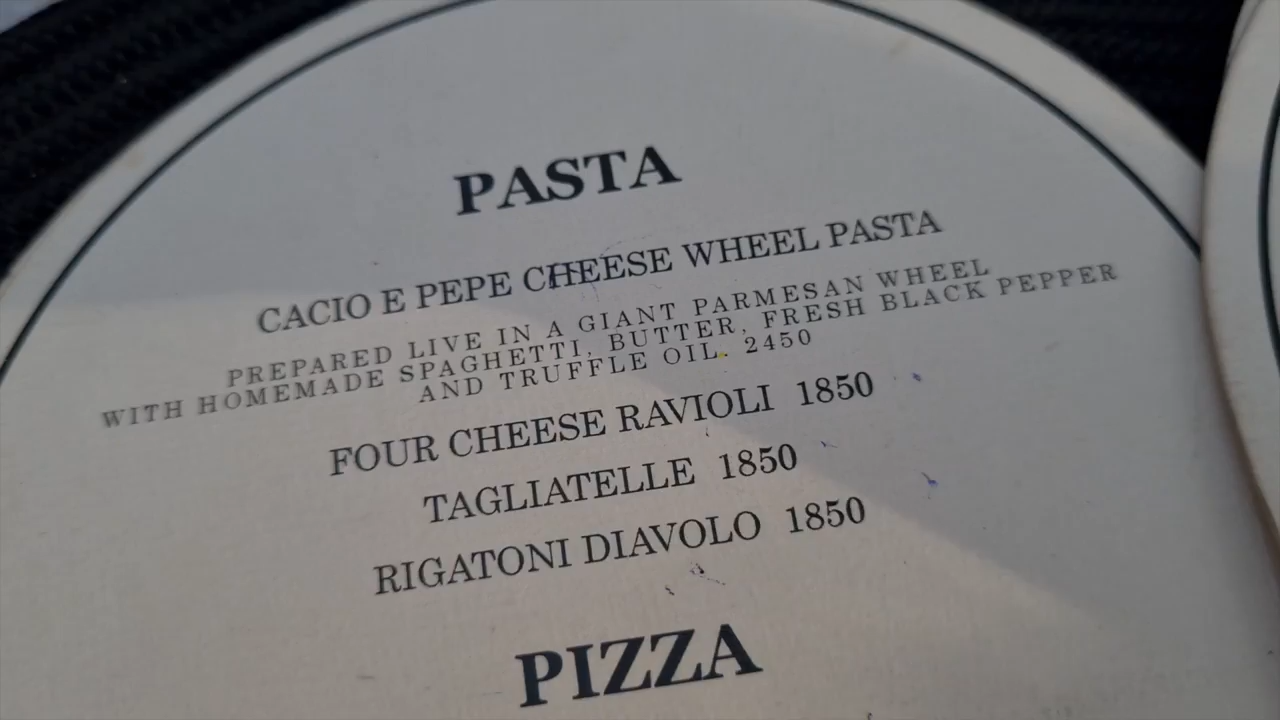 PASTA
CACIO E PEPE CHEESE WHEEL PASTA
PREPARED LIVE IN A GIANT PARMESAN WHEEL
WITH HOMEMADE SPAGHETTI, BUTTER, FRESH BLACK PEPPER
AND TRUFFLE OIL. 2450
FOUR CHEESE RAVIOLI 1850
TAGLIATELLE 1850
RIGATONI DIAVOLO 1850
PIZZA